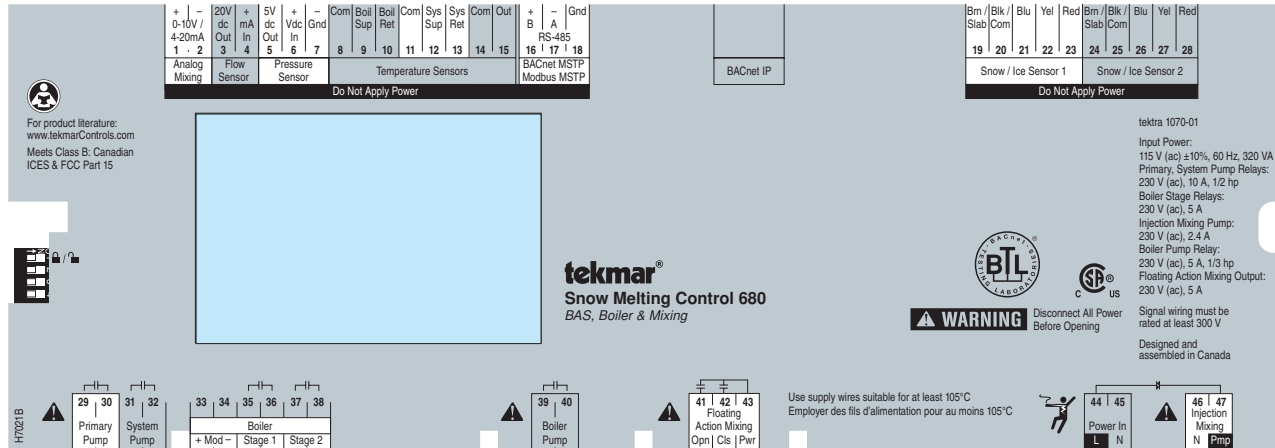 + − 20V + 5V + − Com Boil Boil Com Sys Sys Com Out + − Gnd
0-10V / dc mA dc Vdc Gnd Sup Ret Sup Ret B A
4-20mA Out In Out In RS-485
1 2 3 4 5 6 7 8 9 10 11 12 13 14 15 16 17 18
Analog Flow Pressure Temperature Sensors BACnet MSTP
Mixing Sensor Sensor Modbus MSTP
Do Not Apply Power
BACnet IP
Brn / Blk / Blu Yel Red Brn / Blk / Blu Yel Red
Slab Com Slab Com
19 20 21 22 23 24 25 26 27 28
Snow / Ice Sensor 1 Snow / Ice Sensor 2
Do Not Apply Power
For product literature:
www.tekmarControls.com
Meets Class B: Canadian
ICES & FCC Part 15
/
tekmar®
Snow Melting Control 680
BAS, Boiler & Mixing
BACnet
TESTING LABORATORIES
BTL®
C SA® US
WARNING
Disconnect All Power
Before Opening
tektra 1070-01
Input Power:
115 V (ac) ±10%, 60 Hz, 320 VA
Primary, System Pump Relays:
230 V (ac), 10 A, 1/2 hp
Boiler Stage Relays:
230 V (ac), 5 A
Injection Mixing Pump:
230 V (ac), 2.4 A
Boiler Pump Relay:
230 V (ac), 5 A, 1/3 hp
Floating Action Mixing Output:
230 V (ac), 5 A
Signal wiring must be
rated at least 300 V
Designed and
assembled in Canada
H7021B
29 30
Primary
Pump
31 32
System
Pump
33 34 35 36 37 38
Boiler
+ Mod − Stage 1 Stage 2
39 40
Boiler
Pump
41 42 43
Floating
Action Mixing
Opn Cls Pwr
Use supply wires suitable for at least 105°C
Employer des fils d'alimentation pour au moins 105°C
44 45
Power In
L N
46 47
Injection
Mixing
N Pmp